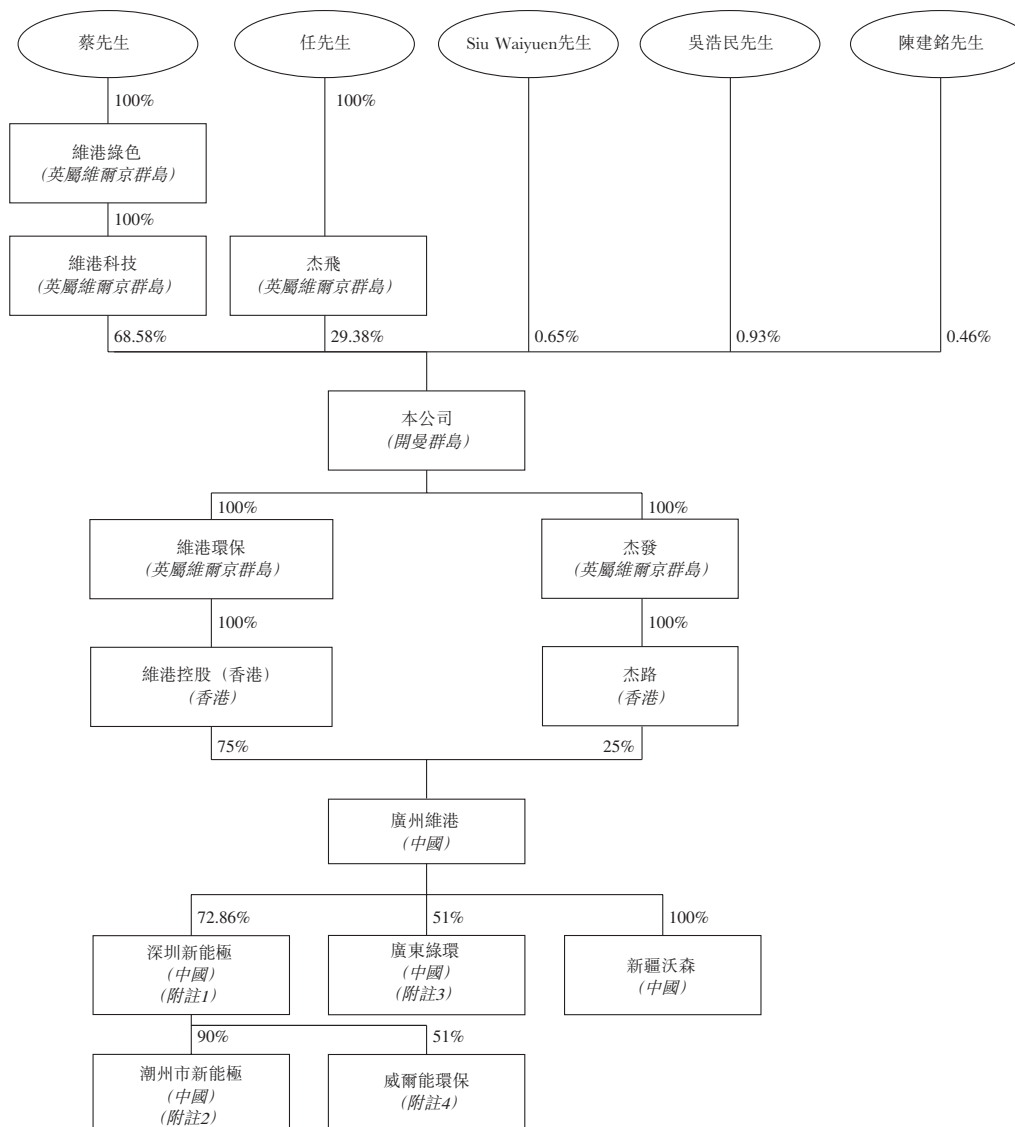 蔡先生
任先生
Siu Waiyuen先生
吳浩民先生
陳建銘先生
100%
100%
維港綠色
(英屬維爾京群島)
100%
維港科技
(英屬維爾京群島)
杰飛
(英屬維爾京群島)
68.58%
29.38%
0.65%
0.93%
0.46%
本公司
(開曼群島)
100%
100%
維港環保
(英屬維爾京群島)
杰發
(英屬維爾京群島)
100%
100%
維港控股（香港）
(香港)
杰路
(香港)
75%
25%
廣州維港
(中國)
72.86%
51%
100%
深圳新能極
(中國)
(附註1)
廣東綠環
(中國)
(附註3)
新疆沃森
(中國)
90%
51%
潮州市新能極
(中國)
(附註2)
威爾能環保
(附註4)